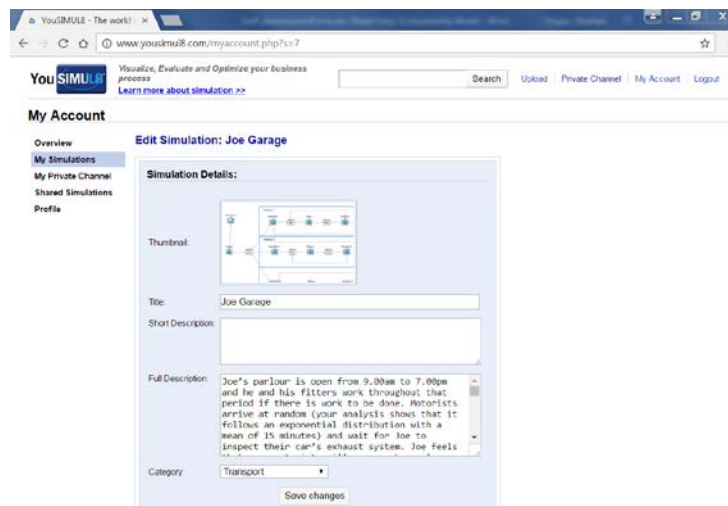 YouSIMUL8 - The world
www.yousimul8.com/myaccount.php?s=7
You SIMUL8
Visualize, Evaluate and Optimize your business
process
Learn more about simulation >>
Search
Upload
Private Channel
My Account
Logout
My Account
Overview
My Simulations
My Private Channel
Shared Simulations
Profile
Edit Simulation: Joe Garage
Simulation Details:
Thumbnail:
Title:
Joe Garage
Short Description:
Full Description:
Joe's parlour is open from 9.00am to 7.00pm
and he and his fitters work throughout that
period if there is work to be done. Motorists
arrive at random (your analysis shows that it
follows an exponential distribution with a
mean of 15 minutes) and wait for Joe to
inspect their car's exhaust system. Joe feels
Category
Transport
Save changes